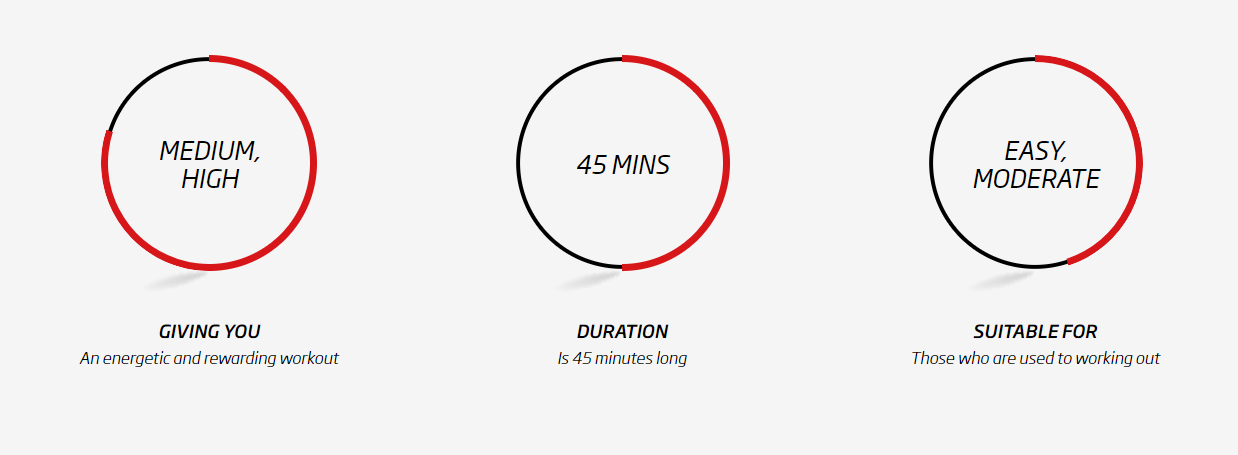 MEDIUM,
HIGH
GIVING YOU
An energetic and rewarding workout
45 MINS
DURATION
Is 45 minutes long
EASY,
MODERATE
SUITABLE FOR
Those who are used to working out